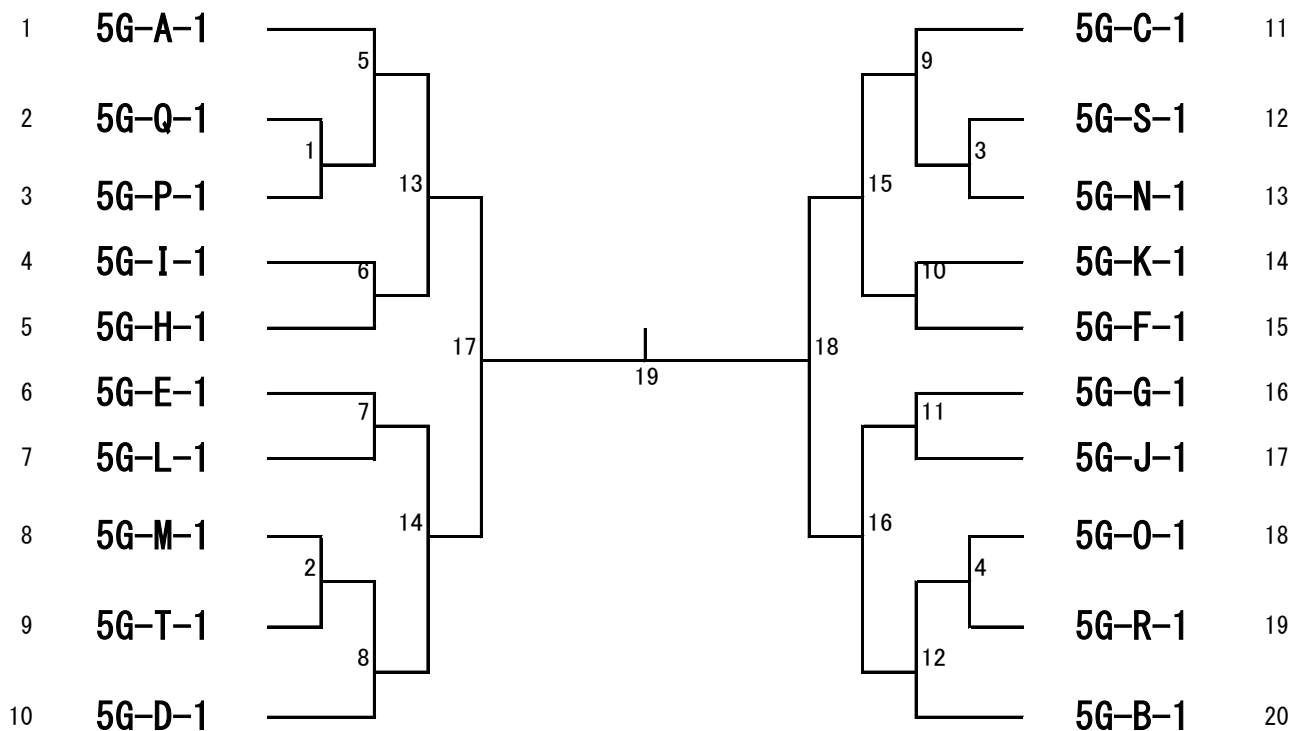 1 5G-A-1 5G-C-1 11
5 9
2 5G-Q-1 5G-S-1 12
1 3
3 5G-P-1 13 15 5G-N-1 13
4 5G-I-1 5G-K-1 14
6 10
5 5G-H-1 5G-F-1 15
17 18
19
6 5G-E-1 5G-G-1 16
7 11
7 5G-L-1 5G-J-1 17
14 16
8 5G-M-1 5G-O-1 18
2 4
9 5G-T-1 5G-R-1 19
8 12
10 5G-D-1 5G-B-1 20